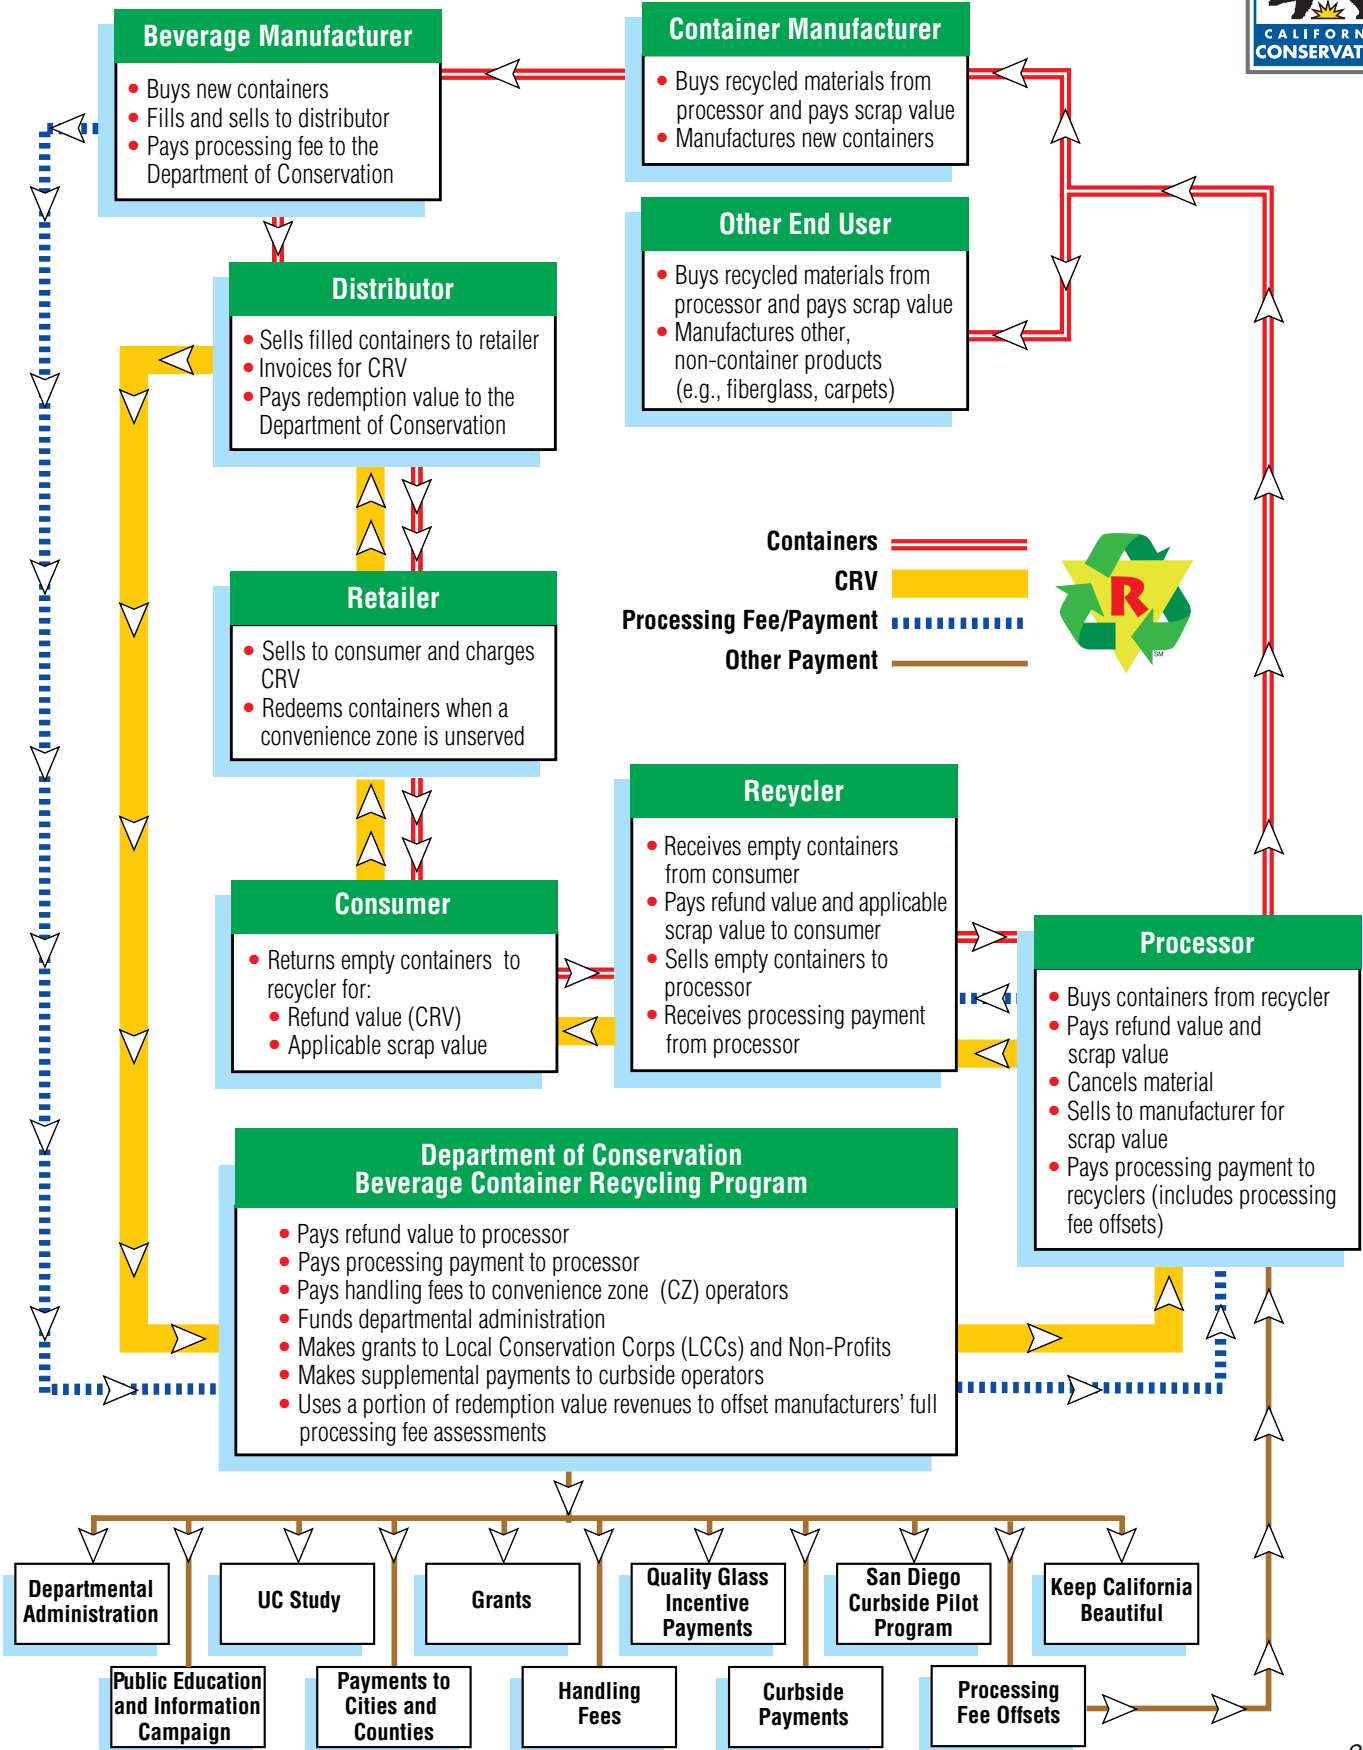 Beverage Manufacturer
• Buys new containers
• Fills and sells to distributor
• Pays processing fee to the
Department of Conservation
Container Manufacturer
• Buys recycled materials from
processor and pays scrap value
• Manufactures new containers
CONSERVAT
Other End User
• Buys recycled materials from
processor and pays scrap value
• Manufactures other,
non-container products
(e.g., fiberglass, carpets)
Distributor
• Sells filled containers to retailer
• Invoices for CRV
• Pays redemption value to the
Department of Conservation
Containers
CRV
Processing Fee/Payment
Other Payment
R
SM
Retailer
• Sells to consumer and charges
CRV
• Redeems containers when a
convenience zone is unserved
Recycler
• Receives empty containers
from consumer
• Pays refund value and applicable
scrap value to consumer
• Sells empty containers to
processor
• Receives processing payment
from processor
Consumer
• Returns empty containers to
recycler for:
• Refund value (CRV)
• Applicable scrap value
Processor
• Buys containers from recycler
• Pays refund value and
scrap value
• Cancels material
• Sells to manufacturer for
scrap value
• Pays processing payment to
recyclers (includes processing
fee offsets)
Department of Conservation
Beverage Container Recycling Program
• Pays refund value to processor
• Pays processing payment to processor
• Pays handling fees to convenience zone (CZ) operators
• Funds departmental administration
• Makes grants to Local Conservation Corps (LCCs) and Non-Profits
• Makes supplemental payments to curbside operators
• Uses a portion of redemption value revenues to offset manufacturers’ full
processing fee assessments
Departmental
Administration
UC Study
Grants
Quality Glass
Incentive
Payments
San Diego
Curbside Pilot
Program
Keep California
Beautiful
Public Education
and Information
Campaign
Payments to
Cities and
Counties
Handling
Fees
Curbside
Payments
Processing
Fee Offsets